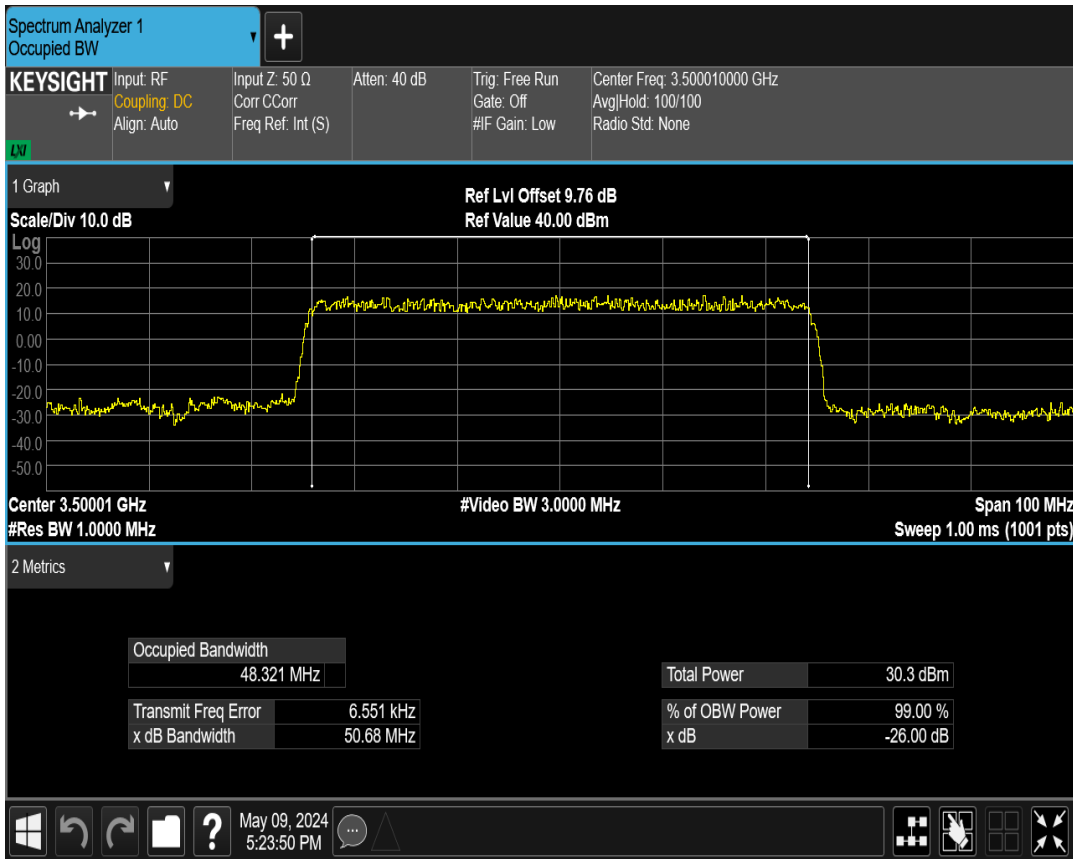 Spectrum Analyzer 1
Occupied BW
+
KEYSIGHT
LXI
Input: RF
Coupling: DC
Align: Auto
Input Z: 50 Ω
Corr CCorr
Freq Ref: Int (S)
Atten: 40 dB
Trig: Free Run
Gate: Off
#IF Gain: Low
Center Freq: 3.500010000 GHz
Avg|Hold: 100/100
Radio Std: None
1 Graph
Scale/Div 10.0 dB
Ref Lvl Offset 9.76 dB
Ref Value 40.00 dBm
Log
30.0
20.0
10.0
0.00
-10.0
-20.0
-30.0
-40.0
-50.0
Center 3.50001 GHz
#Video BW 3.0000 MHz
Span 100 MHz
#Res BW 1.0000 MHz
Sweep 1.00 ms (1001 pts)
2 Metrics
Occupied Bandwidth
48.321 MHz
Transmit Freq Error 6.551 kHz
x dB Bandwidth 50.68 MHz
Total Power 30.3 dBm
% of OBW Power 99.00 %
x dB -26.00 dB
?
May 09, 2024
5:23:50 PM